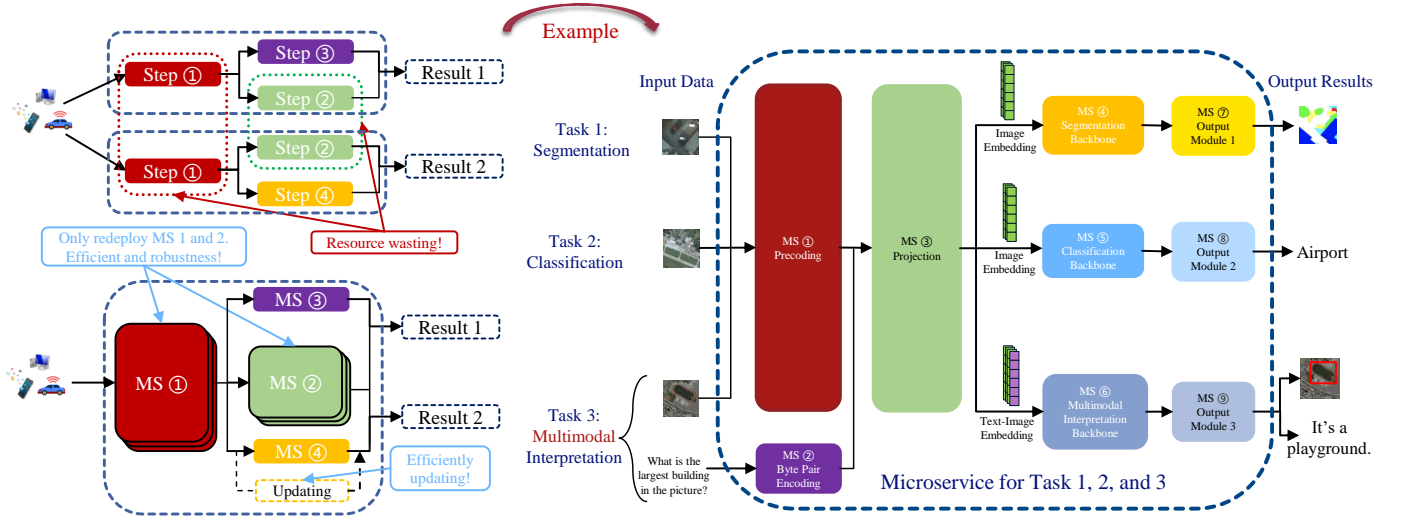 Example
Step ①
Step ③
Step ②
Result 1
Step ①
Step ②
Step ④
Result 2
Resource wasting!
Only redeploy MS 1 and 2.
Efficient and robustness!
MS ①
MS ③
MS ②
MS ④
Updating
Result 1
Result 2
Efficiently
updating!
Input Data
Task 1:
Segmentation
Task 2:
Classification
Task 3:
Multimodal
Interpretation
What is the
largest building
in the picture?
MS ①
Precoding
MS ②
Byte Pair
Encoding
MS ③
Projection
Image
Embedding
Image
Embedding
Text-Image
Embedding
MS ④
Segmentation
Backbone
MS ⑤
Classification
Backbone
MS ⑥
Multimodal
Interpretation
Backbone
MS ⑦
Output
Module 1
MS ⑧
Output
Module 2
MS ⑨
Output
Module 3
Output Results
Airport
It's a
playground.
Microservice for Task 1, 2, and 3